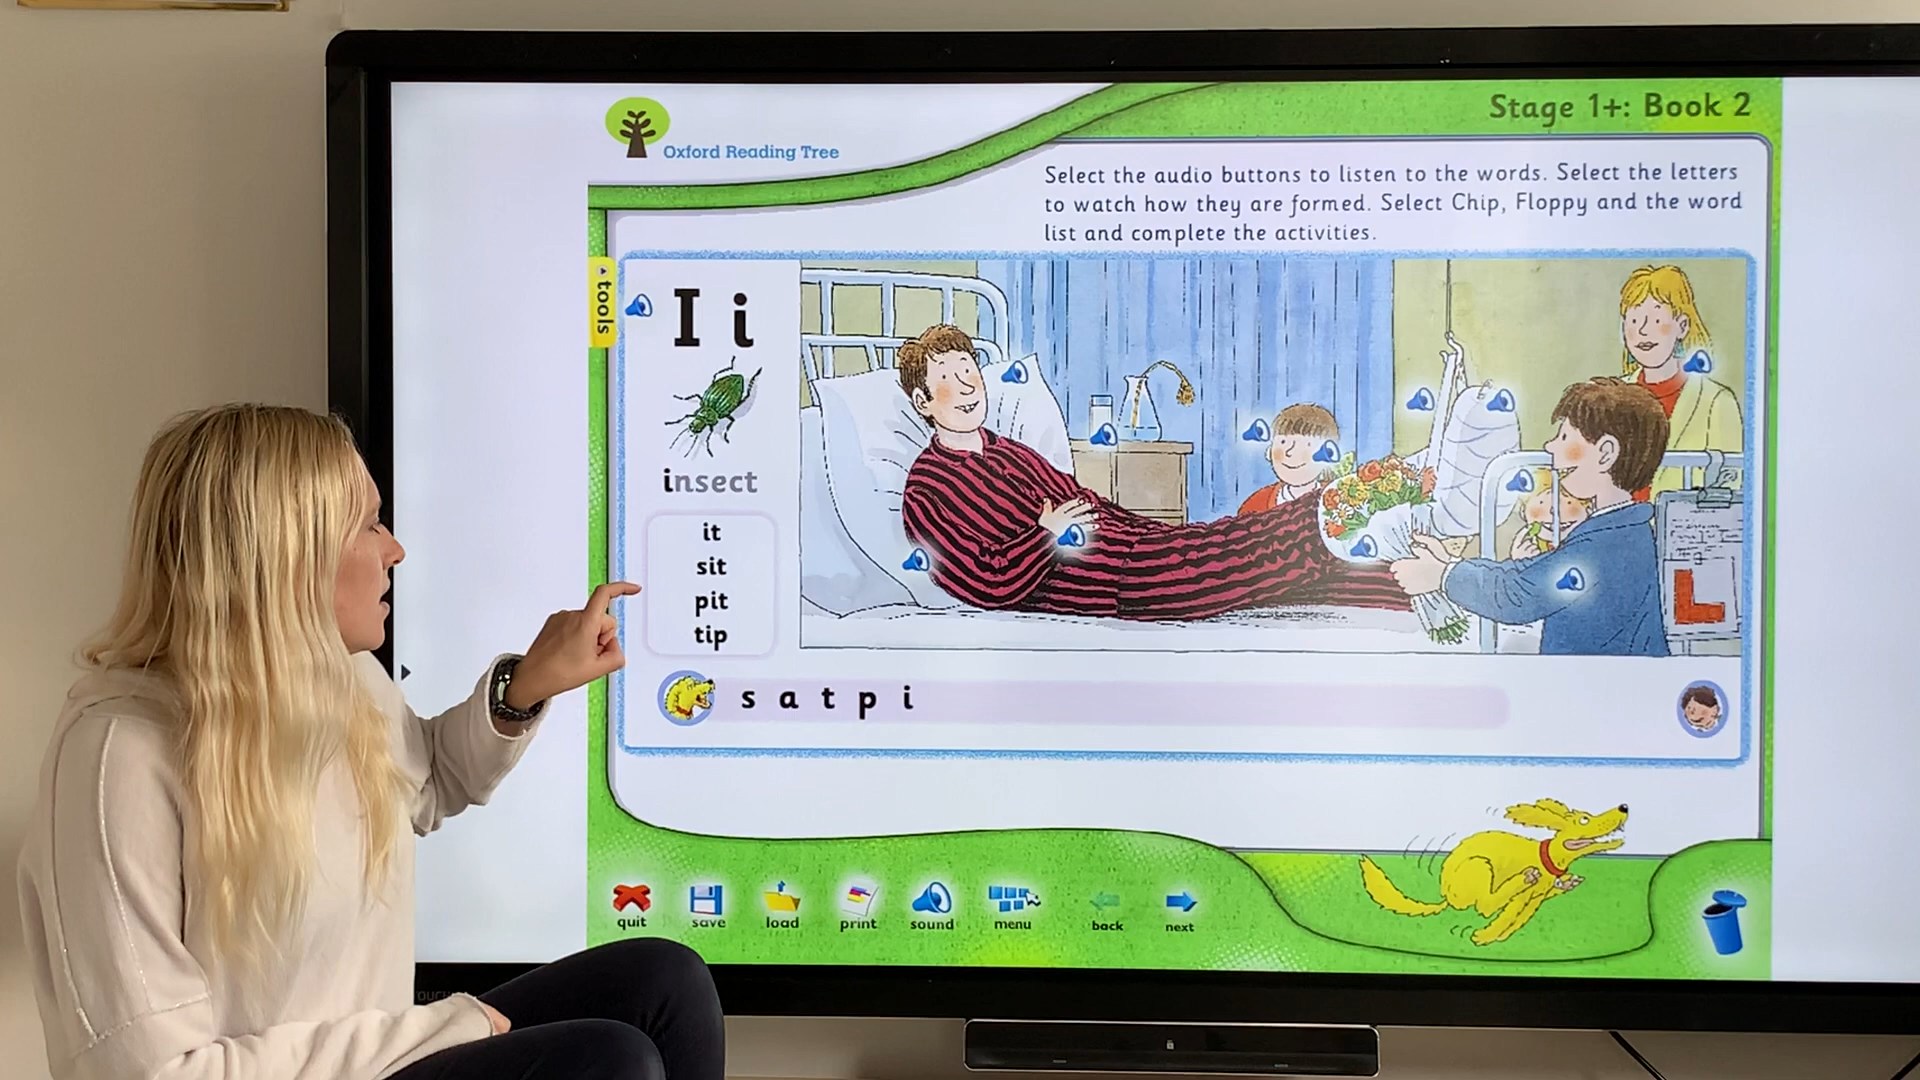 Stage 1+: Book 2
Oxford Reading Tree
Select the audio buttons to listen to the words. Select the letters
to watch how they are formed. Select Chip, Floppy and the word
list and complete the activities.
tools
I i
insect
it
sit
pit
tip
L
s a t p i
quit
save
load
print
sound
menu
back
next